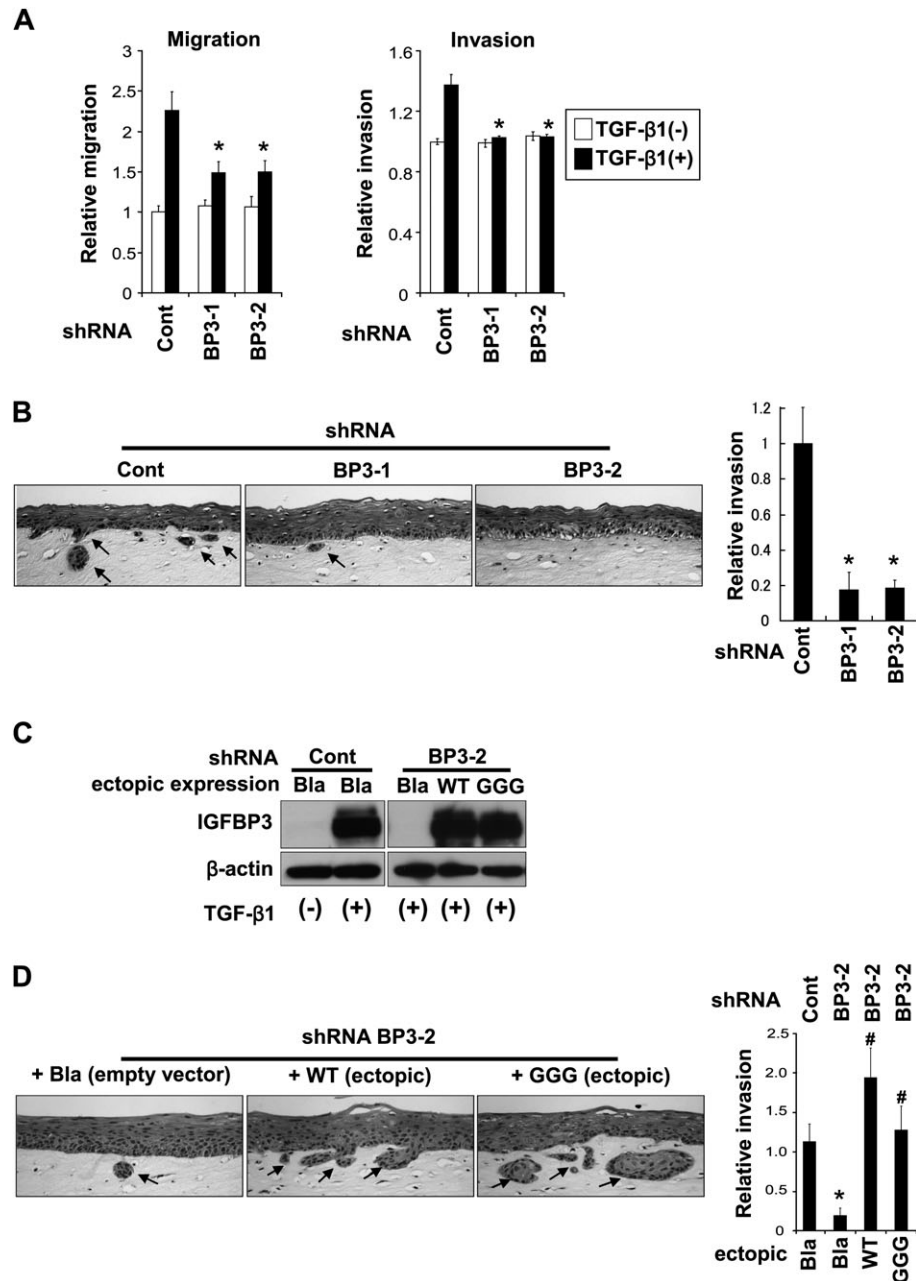 A
Migration
3
2.5
2
1.5
1
0.5
0
Relative migration
* *
shRNA
Cont
BP3-1
BP3-2
Invasion
1.6
1.2
0.8
0.4
0
Relative invasion
* *
Cont
BP3-1
BP3-2
TGF-β1(-)
TGF-β1(+)
B
shRNA
Cont BP3-1 BP3-2
1.2
1
0.8
0.6
0.4
0.2
0
Relative invasion
* *
shRNA
Cont
BP3-1
BP3-2
C
shRNA Cont BP3-2
ectopic expression Bla Bla Bla WT GGG
IGFBP3
β-actin
TGF-β1 (-) (+) (+) (+) (+)
D
shRNA BP3-2
+ Bla (empty vector) + WT (ectopic) + GGG (ectopic)
shRNA
Cont
BP3-2
BP3-2
BP3-2
2.5
2.0
1.5
1.0
0.5
0.0
Relative invasion
* # #
ectopic
Bla
Bla
WT
GGG